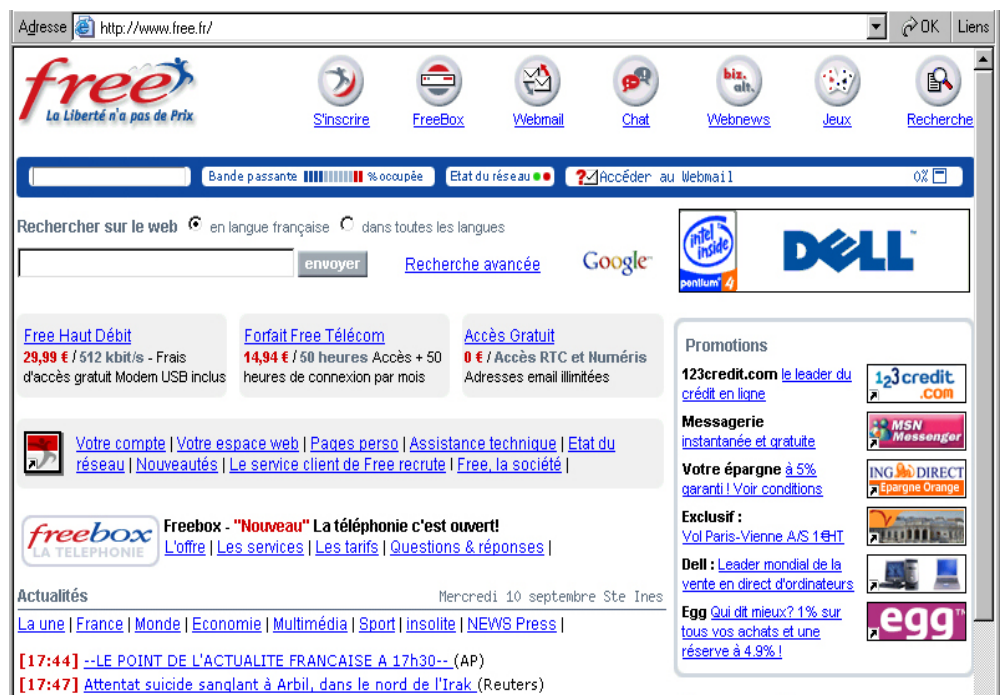 Adresse http://www.free.fr/ OK Liens
free
La Liberté n'a pas de Prix
S'inscrire FreeBox Webmail Chat biz. alt. Webnews Jeux Recherche
Bande passante % occupée Etat du réseau ? Accéder au Webmail 0%
Rechercher sur le web en langue française dans toutes les langues
envoyer Recherche avancée Google
intel inside pentium 4 DELL™
Free Haut Débit
29,99 € / 512 kbit/s - Frais
d'accès gratuit Modem USB inclus
Forfait Free Télécom
14,94 € / 50 heures Accès + 50
heures de connexion par mois
Accès Gratuit
0 € / Accès RTC et Numéris
Adresses email illimitées
Votre compte | Votre espace web | Pages perso | Assistance technique | Etat du
réseau | Nouveautés | Le service client de Free recrute | Free, la société |
freebox
LA TELEPHONIE
Freebox - "Nouveau" La téléphonie c'est ouvert!
L'offre | Les services | Les tarifs | Questions & réponses |
Actualités Mercredi 10 septembre Ste Ines
La une | France | Monde | Economie | Multimédia | Sport | insolite | NEWS Press |
[17:44] --LE POINT DE L'ACTUALITE FRANCAISE A 17h30-- (AP)
[17:47] Attentat suicide sanglant à Arbil, dans le nord de l'Irak (Reuters)
Promotions
123credit.com le leader du
crédit en ligne
123credit
.COM
Messagerie
instantanée et gratuite
MSN
Messenger
Votre épargne à 5%
garanti ! Voir conditions
ING DIRECT
Epargne Orange
Exclusif :
Vol Paris-Vienne A/S 1€HT
Dell : Leader mondial de la
vente en direct d'ordinateurs
Egg Qui dit mieux? 1% sur
tous vos achats et une
réserve à 4.9% !
egg™